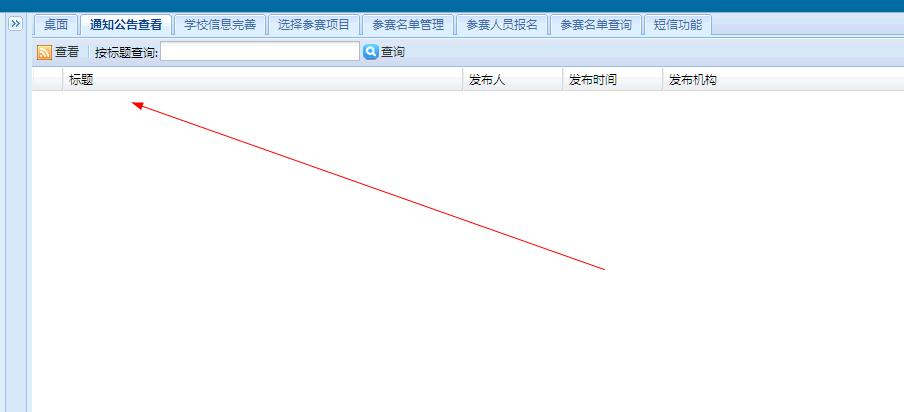 桌面 通知公告查看 学校信息完善 选择参赛项目 参赛名单管理 参赛人员报名 参赛名单查询 短信功能
查看 按标题查询: 查询
标题 发布人 发布时间 发布机构